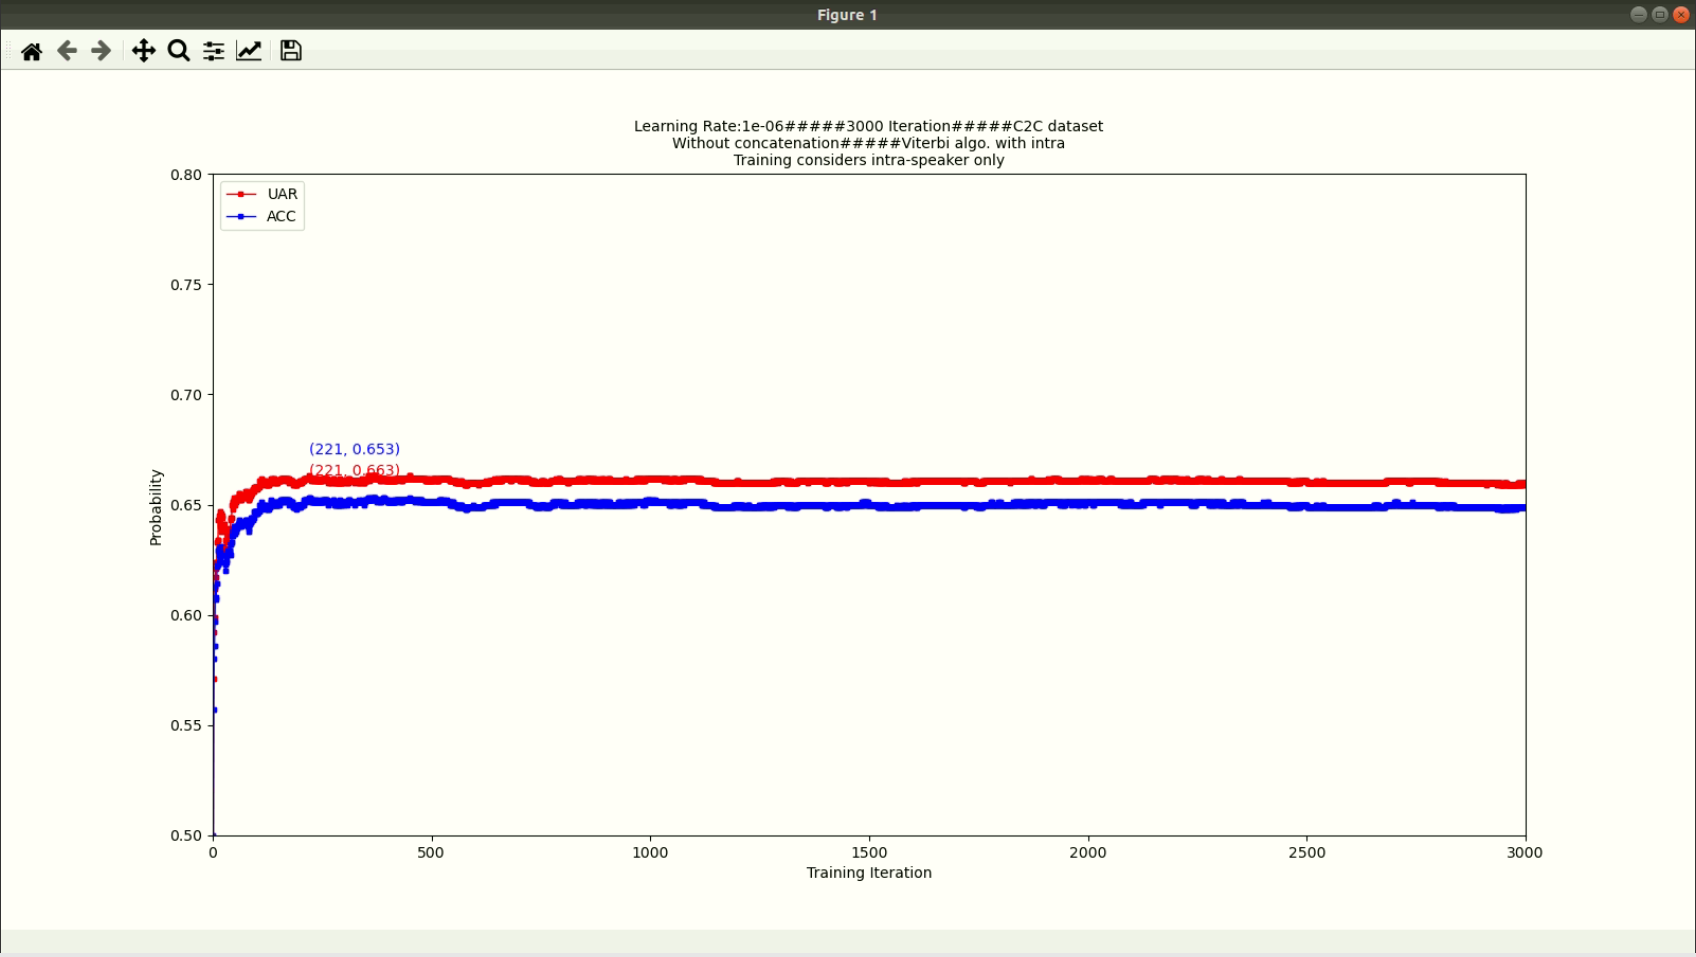 Figure 1
Learning Rate:1e-06#####3000 Iteration#####C2C dataset
Without concatenation#####Viterbi algo. with intra
Training considers intra-speaker only
UAR
ACC
0.80
0.75
0.70
0.65
0.60
0.55
0.50
Probability
(221, 0.653)
(221, 0.663)
0
500
1000
1500
2000
2500
3000
Training Iteration